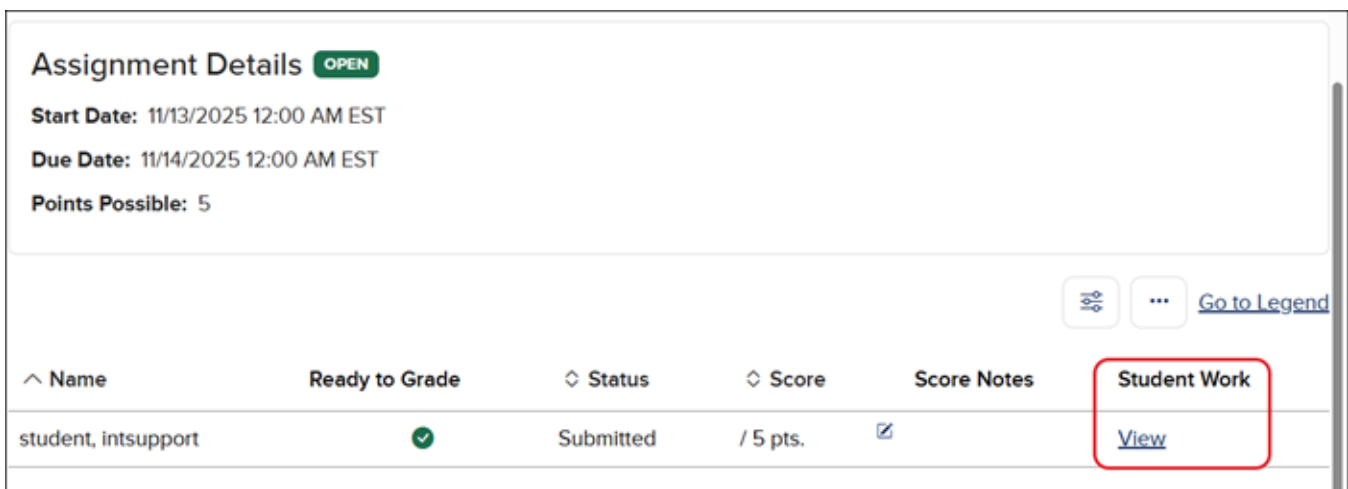 Assignment Details OPEN
Start Date: 11/13/2025 12:00 AM EST
Due Date: 11/14/2025 12:00 AM EST
Points Possible: 5
Go to Legend
Name Ready to Grade Status Score Score Notes Student Work
student, intsupport Submitted / 5 pts. View